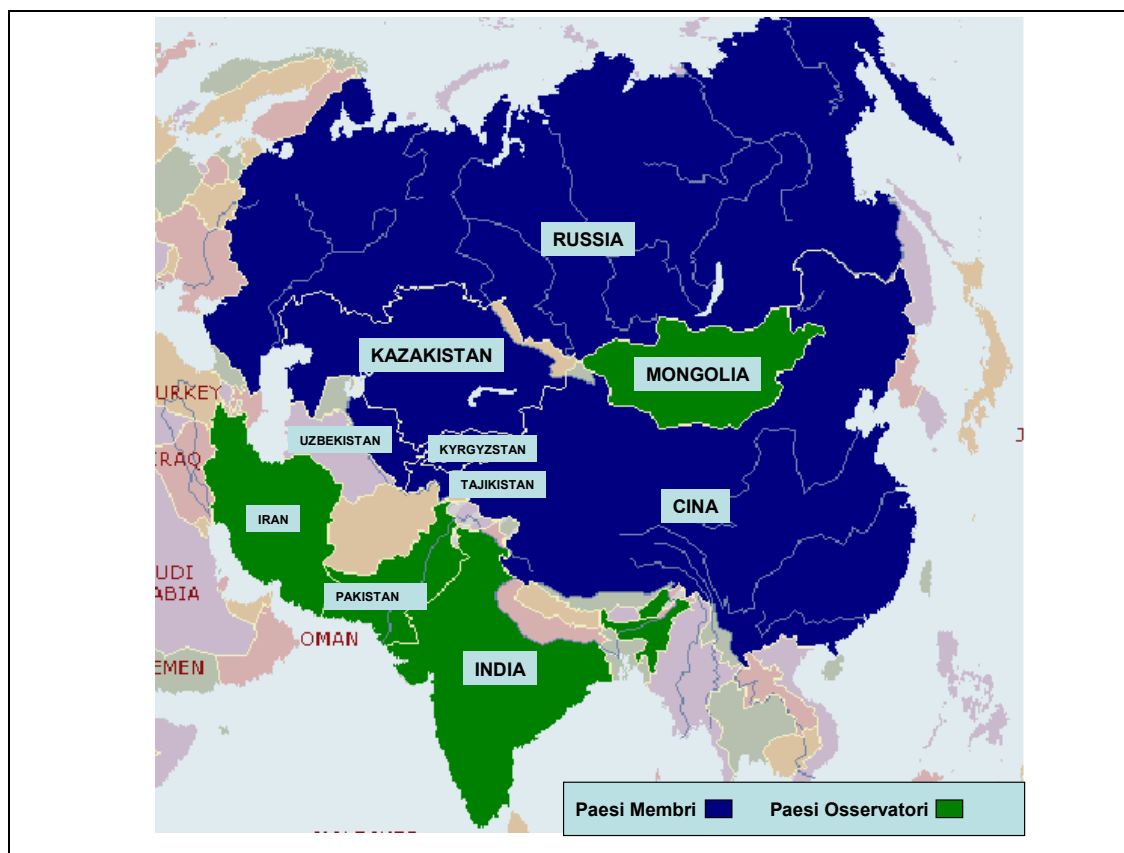 RUSSIA
KAZAKISTAN
MONGOLIA
URKEY
UZBEKISTAN
KYRGYZSTAN
IRAQ
TAJIKISTAN
CINA
IRAN
UDI
ABIA
PAKISTAN
OMAN
EMEN
INDIA
Paesi Membri Paesi Osservatori